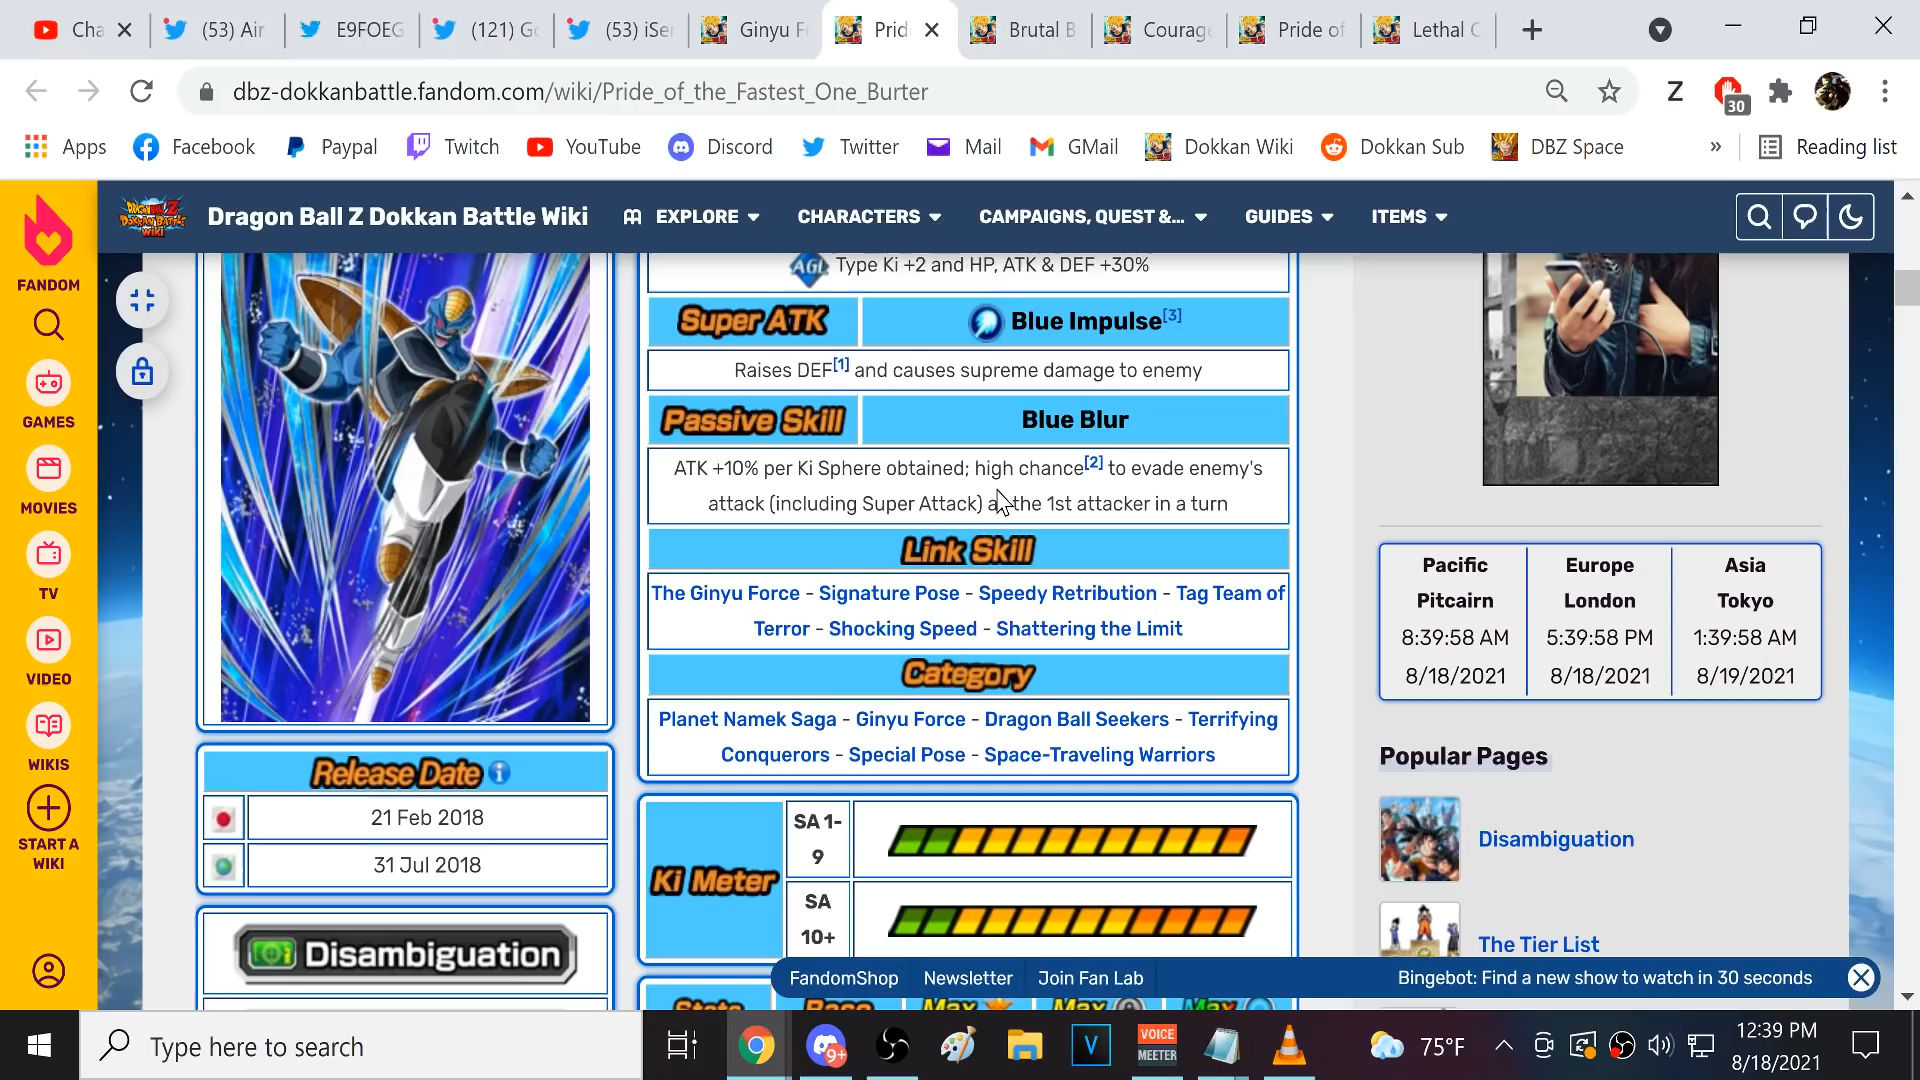 Cha
(53) Air
E9FOEG
(121) Go
(53) iSe
Ginyu F
Prid
Brutal B
Courag
Pride of
Lethal C
dbz-dokkanbattle.fandom.com/wiki/Pride_of_the_Fastest_One_Burter
Z
30
Apps
Facebook
Paypal
Twitch
YouTube
Discord
Twitter
Mail
GMail
Dokkan Wiki
Dokkan Sub
DBZ Space
»
Reading list
Dragon Ball Z Dokkan Battle Wiki
EXPLORE
CHARACTERS
CAMPAIGNS, QUEST &...
GUIDES
ITEMS
FANDOM
GAMES
MOVIES
TV
VIDEO
WIKIS
START A
WIKI
AGL Type Ki +2 and HP, ATK & DEF +30%
Super ATK
Blue Impulse[3]
Raises DEF[1] and causes supreme damage to enemy
Passive Skill
Blue Blur
ATK +10% per Ki Sphere obtained; high chance[2] to evade enemy's
attack (including Super Attack) a the 1st attacker in a turn
Link Skill
The Ginyu Force - Signature Pose - Speedy Retribution - Tag Team of
Terror - Shocking Speed - Shattering the Limit
Category
Planet Namek Saga - Ginyu Force - Dragon Ball Seekers - Terrifying
Conquerors - Special Pose - Space-Traveling Warriors
Release Date
21 Feb 2018
31 Jul 2018
Disambiguation
Ki Meter
SA 1-
9
SA
10+
Stats
Base
Max
Max
Max
Pacific
Pitcairn
8:39:58 AM
8/18/2021
Europe
London
5:39:58 PM
8/18/2021
Asia
Tokyo
1:39:58 AM
8/19/2021
Popular Pages
Disambiguation
The Tier List
FandomShop
Newsletter
Join Fan Lab
Bingebot: Find a new show to watch in 30 seconds
Type here to search
9+
V
VOICE
MEETER
75°F
12:39 PM
8/18/2021